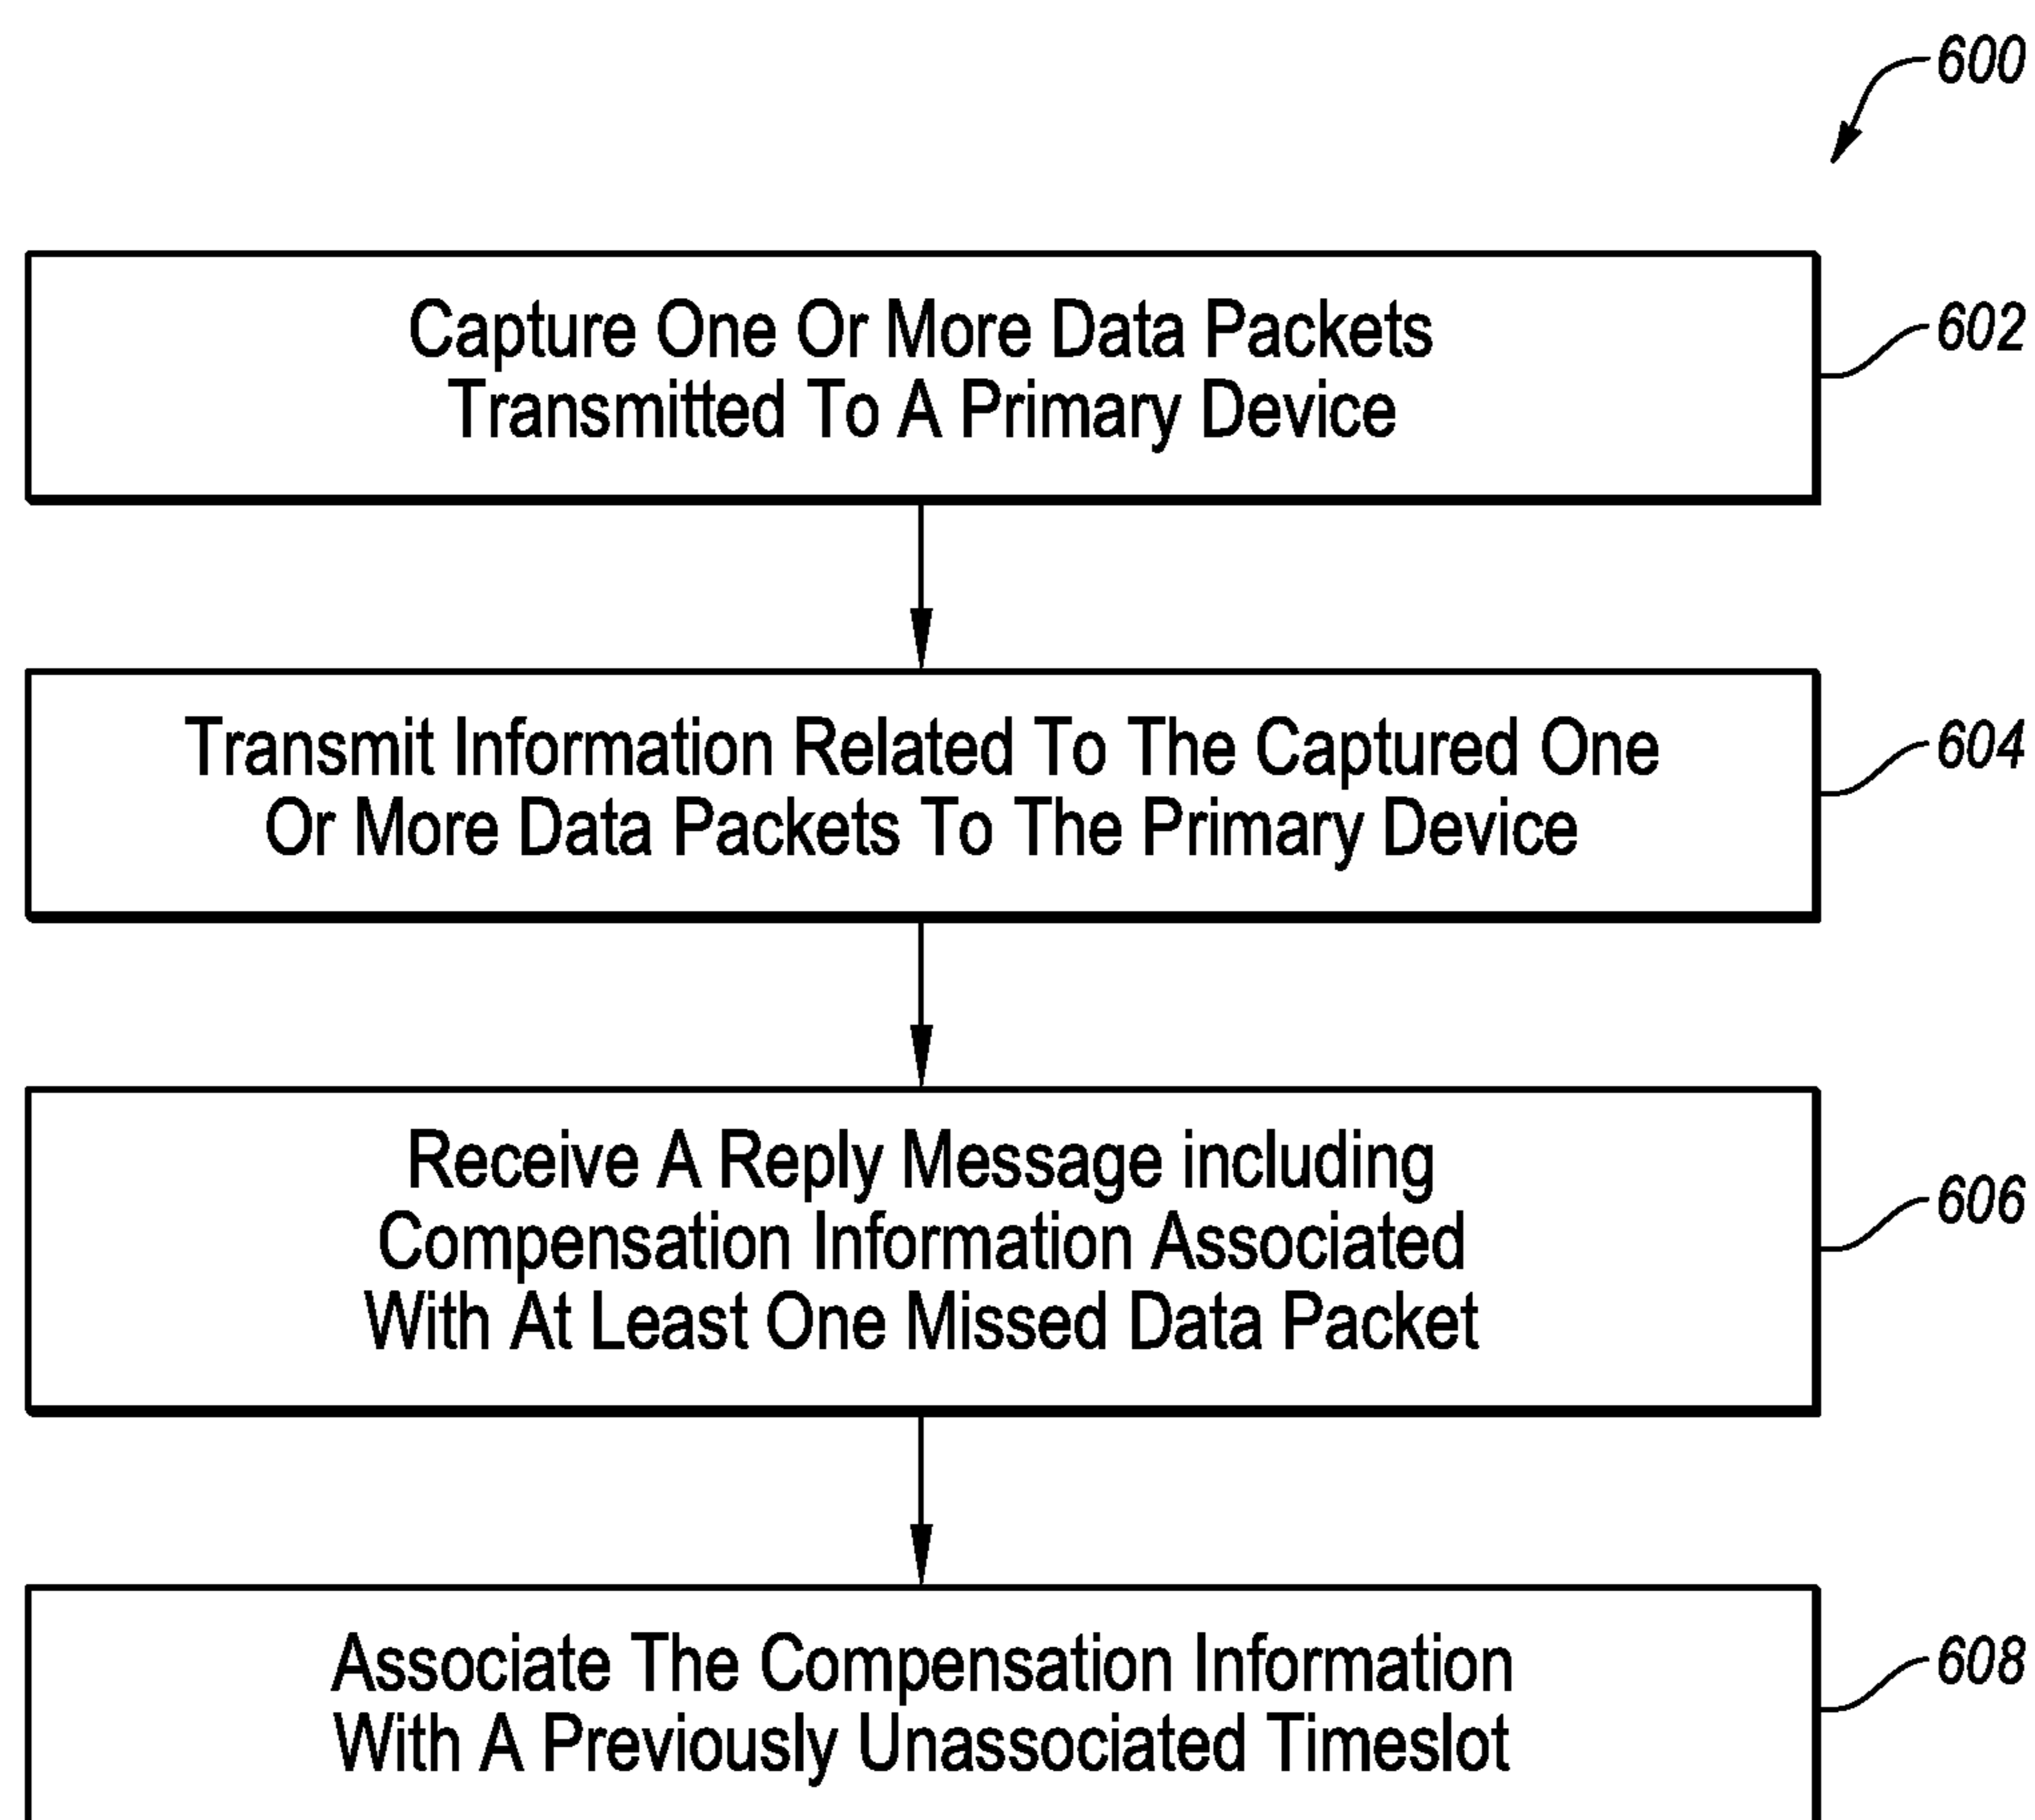 600
Capture One Or More Data Packets
Transmitted To A Primary Device
602
Transmit Information Related To The Captured One
Or More Data Packets To The Primary Device
604
Receive A Reply Message including
Compensation Information Associated
With At Least One Missed Data Packet
606
Associate The Compensation Information
With A Previously Unassociated Timeslot
608